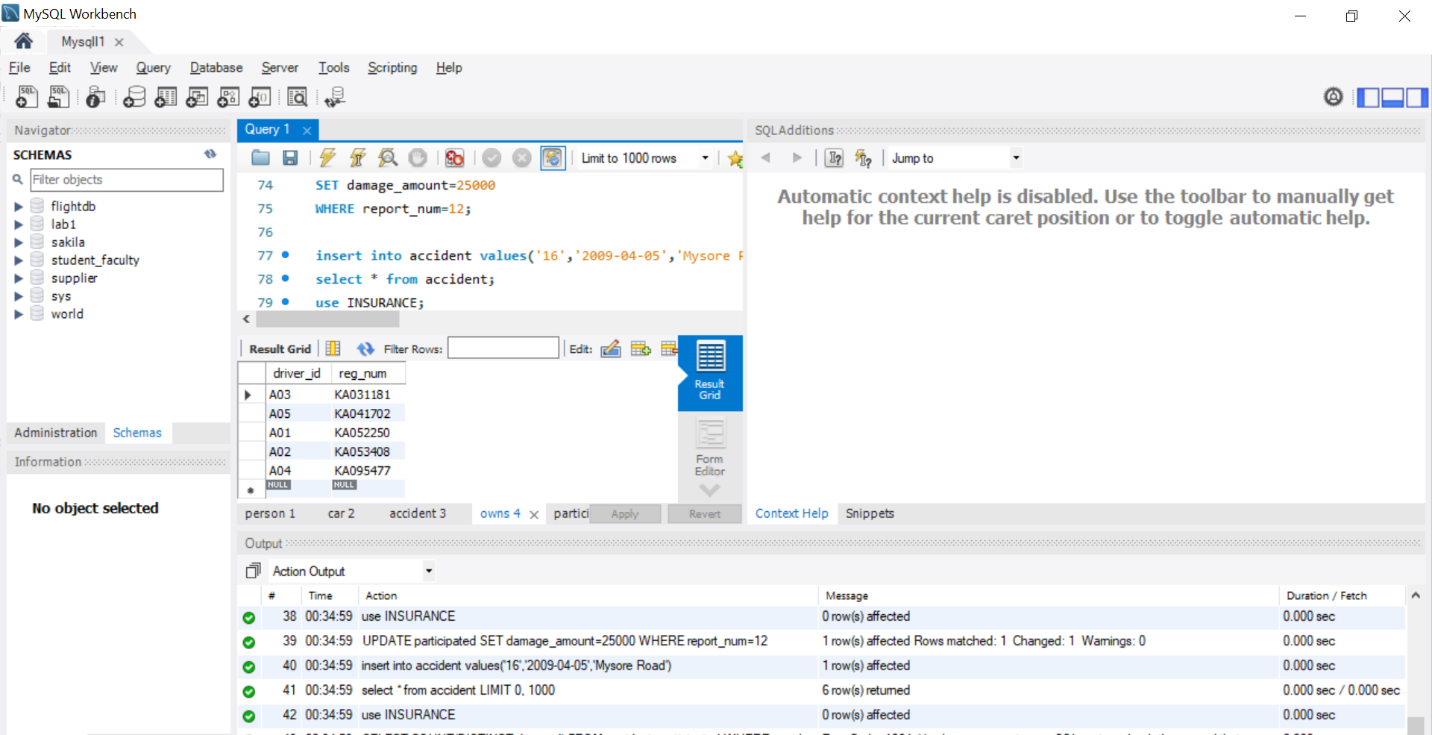 MySQL Workbench
Mysqll1
File Edit View Query Database Server Tools Scripting Help
Navigator
SCHEMAS
Filter objects
flightdb
lab1
sakila
student_faculty
supplier
sys
world
Administration Schemas
Information
No object selected
Query 1
Limit to 1000 rows
74 SET damage_amount=25000
75 WHERE report_num=12;
76
77 insert into accident values('16','2009-04-05','Mysore
78 select * from accident;
79 use INSURANCE;
Result Grid Filter Rows: Edit:
driver_id reg_num
A03 KA031181
A05 KA041702
A01 KA052250
A02 KA053408
A04 KA095477
NULL NULL
Result Grid
Form Editor
person 1 car 2 accident 3 owns 4 partici Apply Revert
SQLAdditions
Jump to
Automatic context help is disabled. Use the toolbar to manually get
help for the current caret position or to toggle automatic help.
Context Help Snippets
Output
Action Output
# Time Action Message Duration / Fetch
38 00:34:59 use INSURANCE 0 row(s) affected 0.000 sec
39 00:34:59 UPDATE participated SET damage_amount=25000 WHERE report_num=12 1 row(s) affected Rows matched: 1 Changed: 1 Warnings: 0 0.000 sec
40 00:34:59 insert into accident values('16','2009-04-05','Mysore Road') 1 row(s) affected 0.000 sec
41 00:34:59 select * from accident LIMIT 0, 1000 6 row(s) returned 0.000 sec / 0.000 sec
42 00:34:59 use INSURANCE 0 row(s) affected 0.000 sec